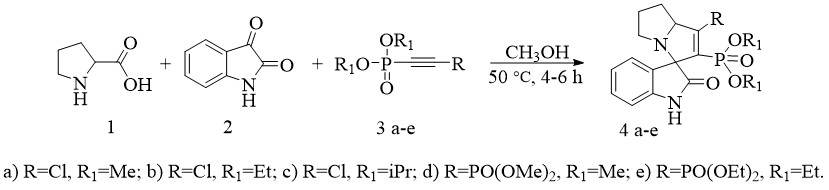 O
OH
N
H
1
+
O
O
N
H
2
+
OR₁
R₁O P R
O
3 a-e
CH₃OH
50 °C, 4-6 h
R
N
OR₁
P O
OR₁
O
N
H
4 a-e
a) R=Cl, R₁=Me; b) R=Cl, R₁=Et; c) R=Cl, R₁=iPr; d) R=PO(OMe)₂, R₁=Me; e) R=PO(OEt)₂, R₁=Et.